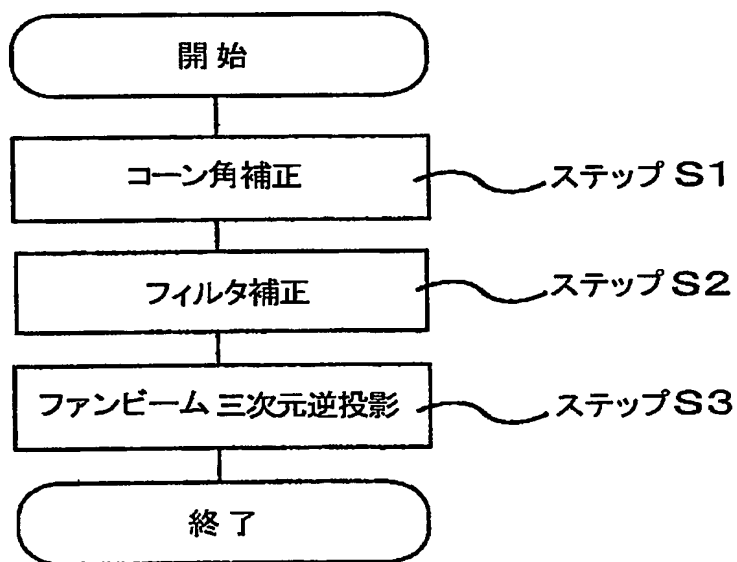 開始
コーン角補正
ステップ S1
フィルタ補正
ステップ S2
ファンビーム 三次元逆投影
ステップ S3
終了